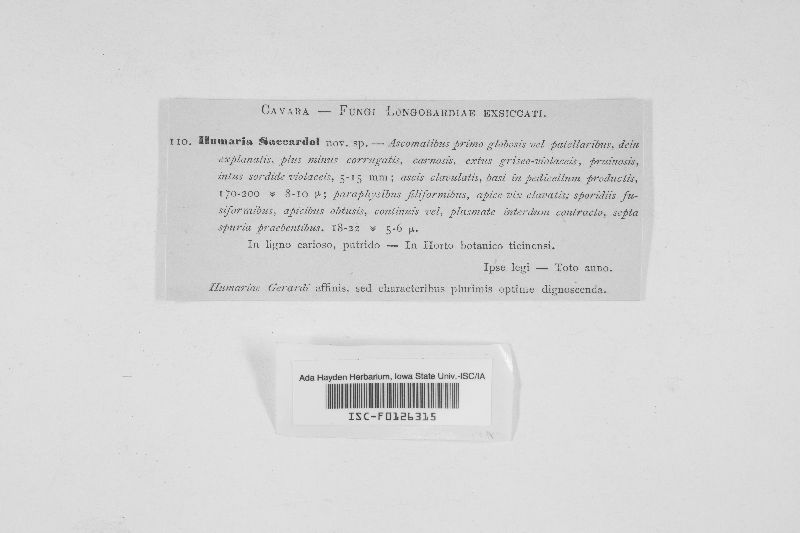 CAVARA — FUNGI LONGOBARDIAE EXSICCATI.
110. Humaria Saccardoi nov. sp. — Ascomatibus primo globosis vel patellaribus, dein
explanatis, plus minus corrugatis, carnosis, extus griseo-violaceis, pruinosis,
intus sordide violaceis, 5-15 mm; ascis clavulatis, basi in pedicellum productis,
170-200 × 8-10 µ; paraphysibus filiformibus, apice vix clavatis; sporidiis fu-
siformibus, apicibus obtusis, continuis vel, plasmate interdum contracto, septa
spuria praebentibus, 18-22 × 5-6 µ.
In ligno carioso, putrido — In Horto botanico ticinensi.
Ipse legi — Toto anno.
Humariae Gerardi affinis, sed characteribus plurimis optime dignoscenda.
Ada Hayden Herbarium, Iowa State Univ.-ISC/IA
ISC-F0126315